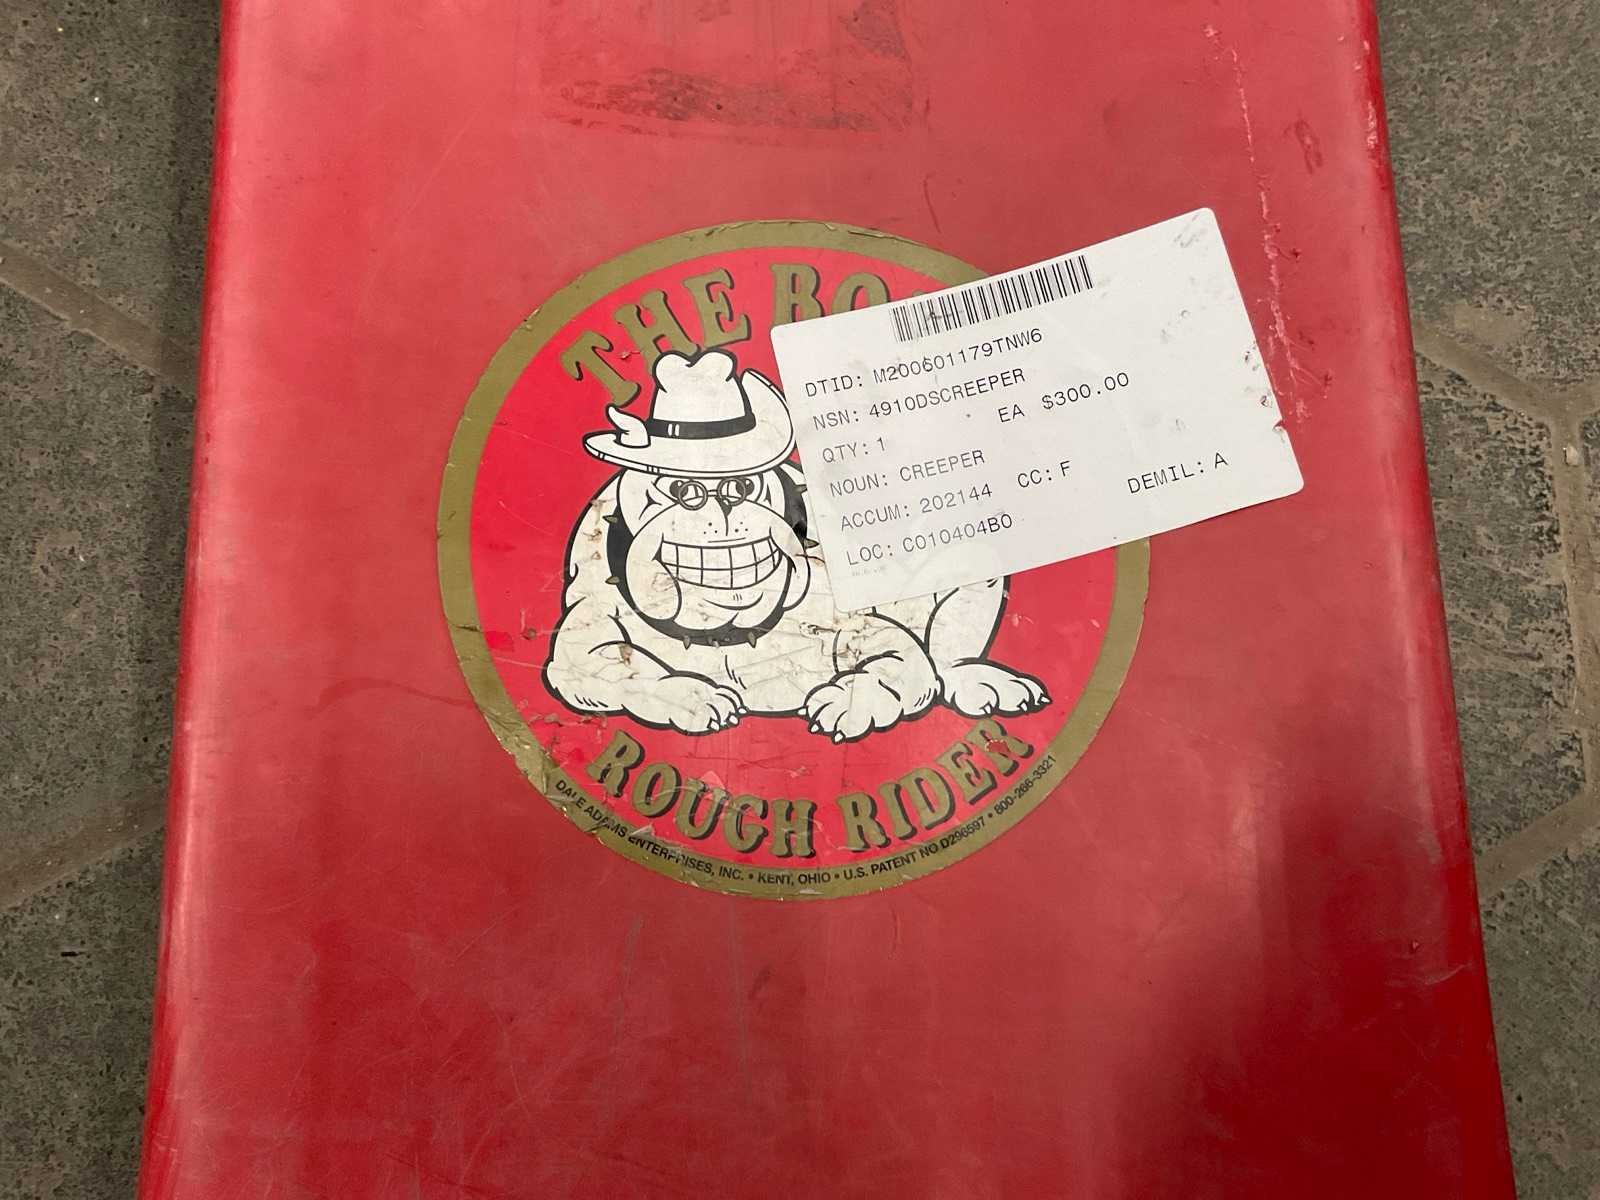 THE BO
ROUGH RIDER
DALE ADAMS ENTERPRISES, INC. • KENT, OHIO • U.S. PATENT NO D296597 • 800-266-3321
DTID: M200601179TNW6
NSN: 4910DSCREEPER
QTY: 1 EA $300.00
NOUN: CREEPER
ACCUM: 202144 CC: F DEMIL: A
LOC: C010404B0